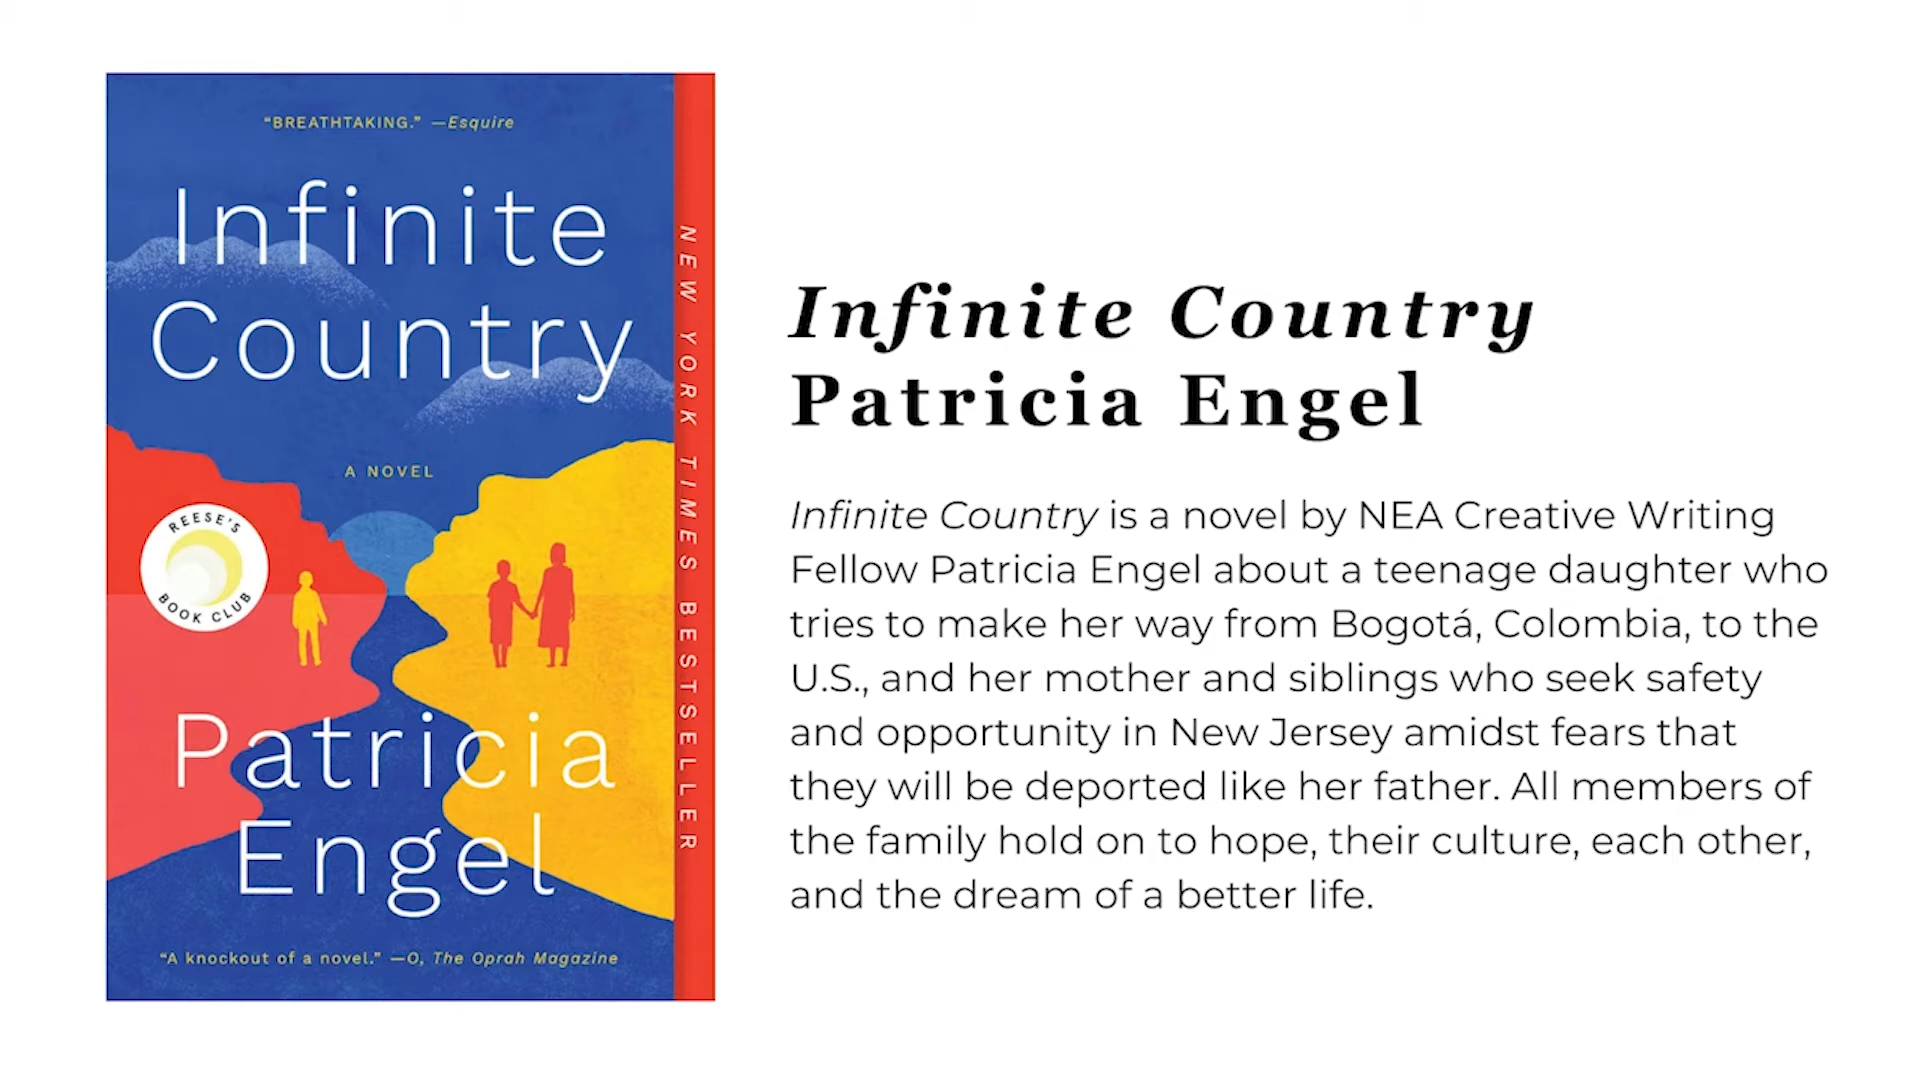 “BREATHTAKING.” —Esquire
Infinite
Country
A NOVEL
REESE'S
BOOK CLUB
Patricia
Engel
“A knockout of a novel.” —O, The Oprah Magazine
NEW YORK TIMES BESTSELLER
Infinite Country
Patricia Engel
Infinite Country is a novel by NEA Creative Writing
Fellow Patricia Engel about a teenage daughter who
tries to make her way from Bogotá, Colombia, to the
U.S., and her mother and siblings who seek safety
and opportunity in New Jersey amidst fears that
they will be deported like her father. All members of
the family hold on to hope, their culture, each other,
and the dream of a better life.